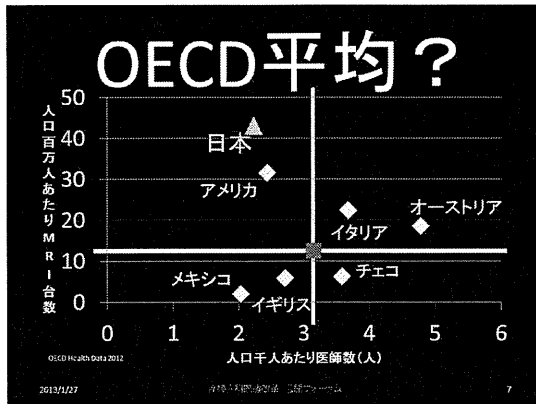 OECD平均？
人口百万人あたりMRI台数
50
40
30
20
10
0
日本
アメリカ
イタリア
オーストリア
メキシコ
イギリス
チェコ
0 1 2 3 4 5 6
人口千人あたり医師数（人）
OECD Health Data 2012
2013/1/27
7